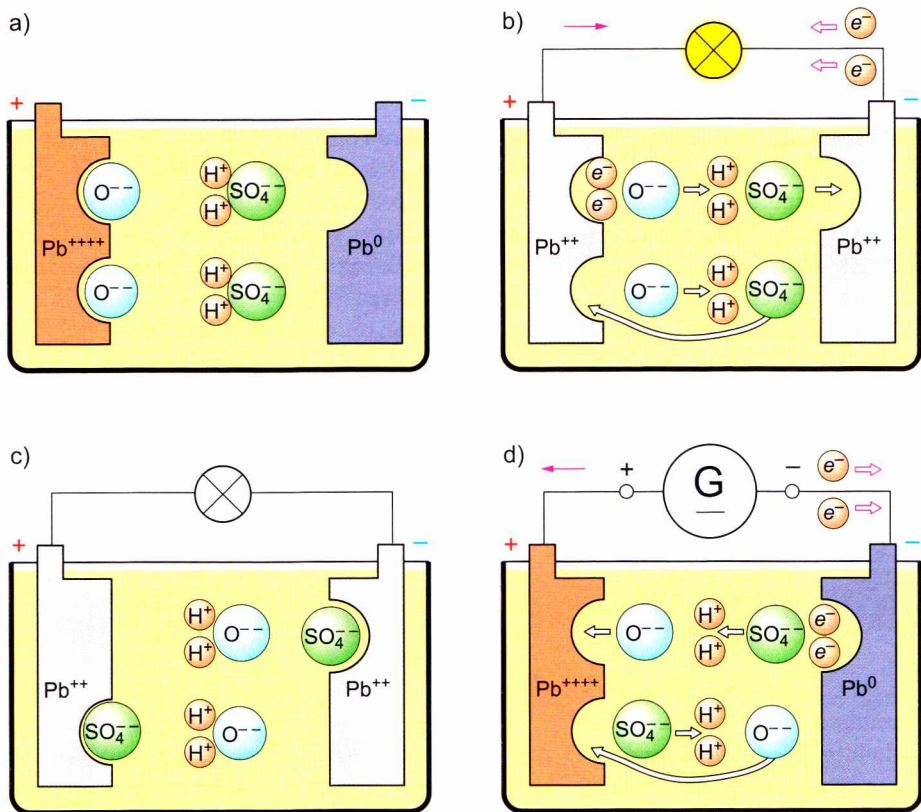 a)
+
−
O−−
H+
H+
SO4−−
Pb++++
Pb0
O−−
H+
H+
SO4−−
b)
e−
e−
+
−
e−
e−
O−−
H+
H+
SO4−−
Pb++
Pb++
O−−
H+
H+
SO4−−
c)
+
−
H+
H+
O−−
SO4−−
Pb++
Pb++
SO4−−
H+
H+
O−−
d)
+
G
−
e−
e−
+
−
O−−
H+
H+
SO4−−
e−
e−
Pb++++
Pb0
SO4−−
H+
H+
O−−